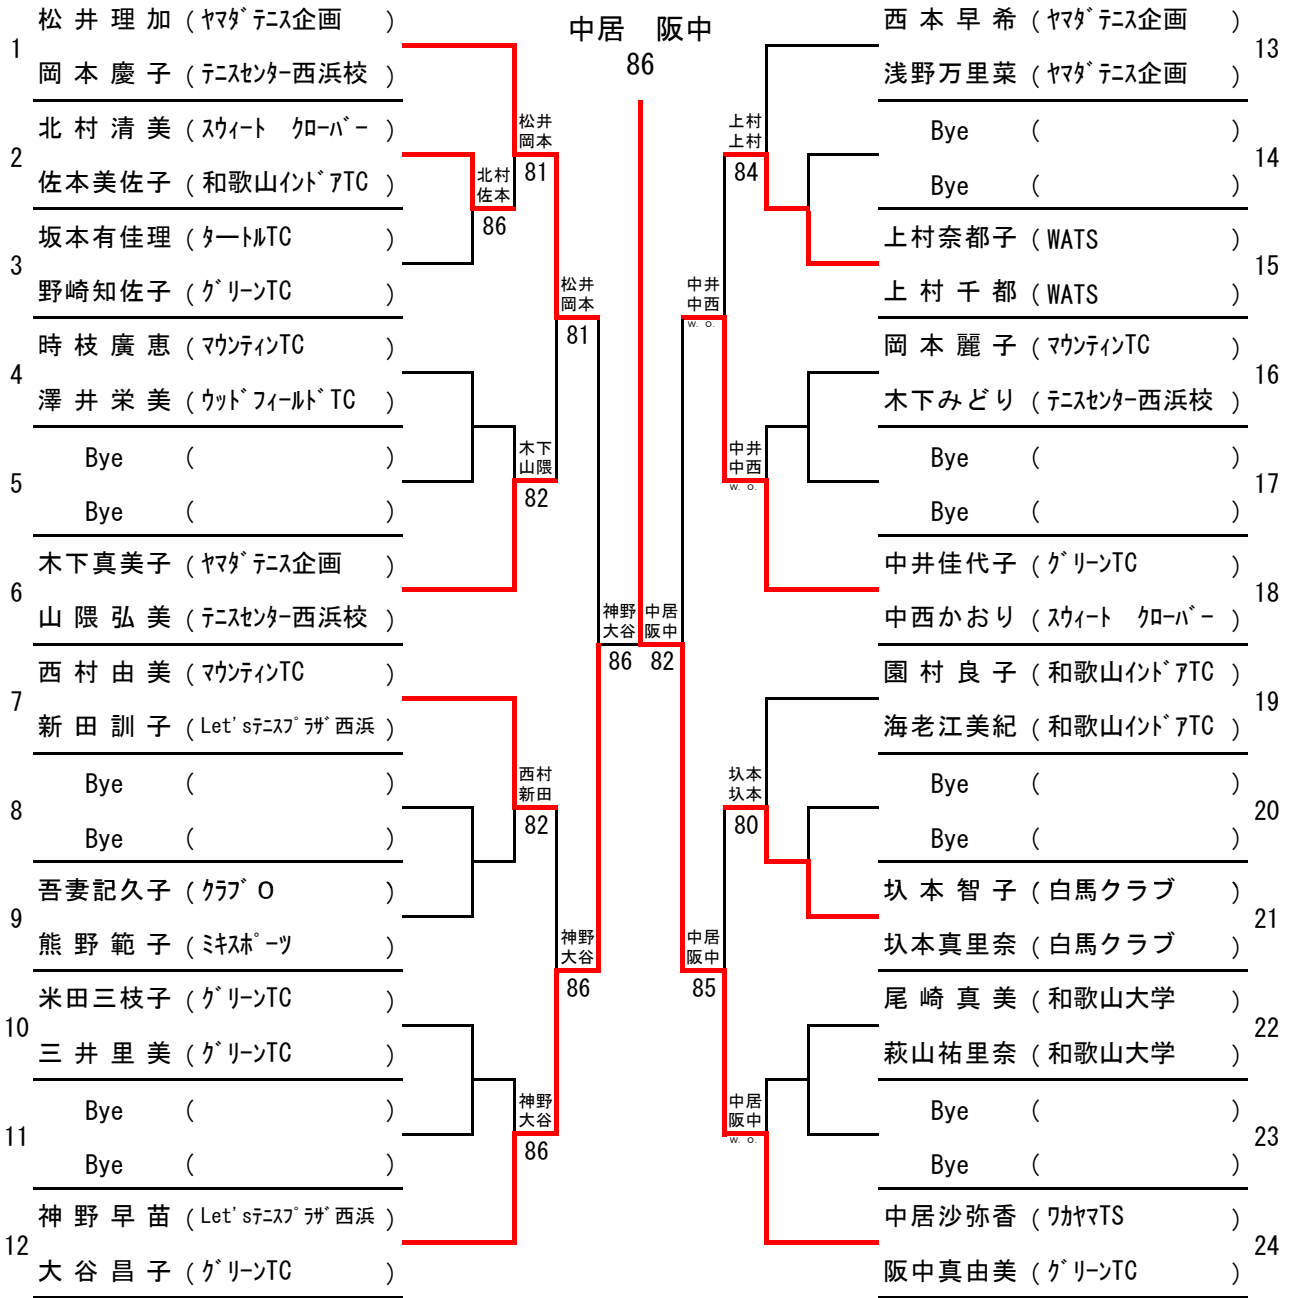 中居 阪中
86
1
松井理加 (ヤマダテニス企画)
岡本慶子 (テニスセンター西浜校)
2
北村清美 (スウィート クローバー)
佐本美佐子 (和歌山インドアTC)
3
坂本有佳理 (タートルTC)
野崎知佐子 (グリーンTC)
4
時枝廣恵 (マウンティンTC)
澤井栄美 (ウッドフィールドTC)
5
Bye ( )
Bye ( )
6
木下真美子 (ヤマダテニス企画)
山隈弘美 (テニスセンター西浜校)
7
西村由美 (マウンティンTC)
新田訓子 (Let'sテニスプラザ西浜)
8
Bye ( )
Bye ( )
9
吾妻記久子 (クラブO)
熊野範子 (ミキスポーツ)
10
米田三枝子 (グリーンTC)
三井里美 (グリーンTC)
11
Bye ( )
Bye ( )
12
神野早苗 (Let'sテニスプラザ西浜)
大谷昌子 (グリーンTC)
北村
佐本
86
松井
岡本
81
木下
山隈
82
西村
新田
82
神野
大谷
86
松井
岡本
81
神野
大谷
86
神野
大谷
86
中居
阪中
82
中井
中西
w. o.
中居
阪中
85
上村
上村
84
中井
中西
w. o.
圦本
圦本
80
中居
阪中
w. o.
西本早希 (ヤマダテニス企画)
浅野万里菜 (ヤマダテニス企画)
13
Bye ( )
Bye ( )
14
上村奈都子 (WATS)
上村千都 (WATS)
15
岡本麗子 (マウンティンTC)
木下みどり (テニスセンター西浜校)
16
Bye ( )
Bye ( )
17
中井佳代子 (グリーンTC)
中西かおり (スウィート クローバー)
18
園村良子 (和歌山インドアTC)
海老江美紀 (和歌山インドアTC)
19
Bye ( )
Bye ( )
20
圦本智子 (白馬クラブ)
圦本真里奈 (白馬クラブ)
21
尾崎真美 (和歌山大学)
萩山祐里奈 (和歌山大学)
22
Bye ( )
Bye ( )
23
中居沙弥香 (ワカヤマTS)
阪中真由美 (グリーンTC)
24